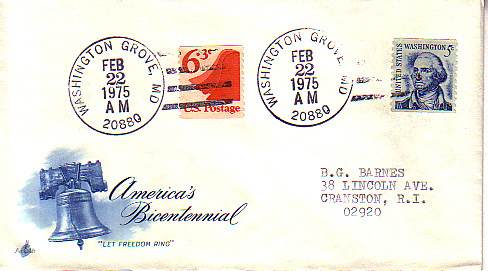 WASHINGTON GROVE, MD
FEB
22
1975
AM
20880
6.3¢
U.S. Postage
WASHINGTON GROVE, MD
FEB
22
1975
AM
20880
UNITED STATES
WASHINGTON 5¢
America's
Bicentennial
"LET FREEDOM RING"
B.G. BARNES
38 LINCOLN AVE.
CRANSTON, R.I.
02920